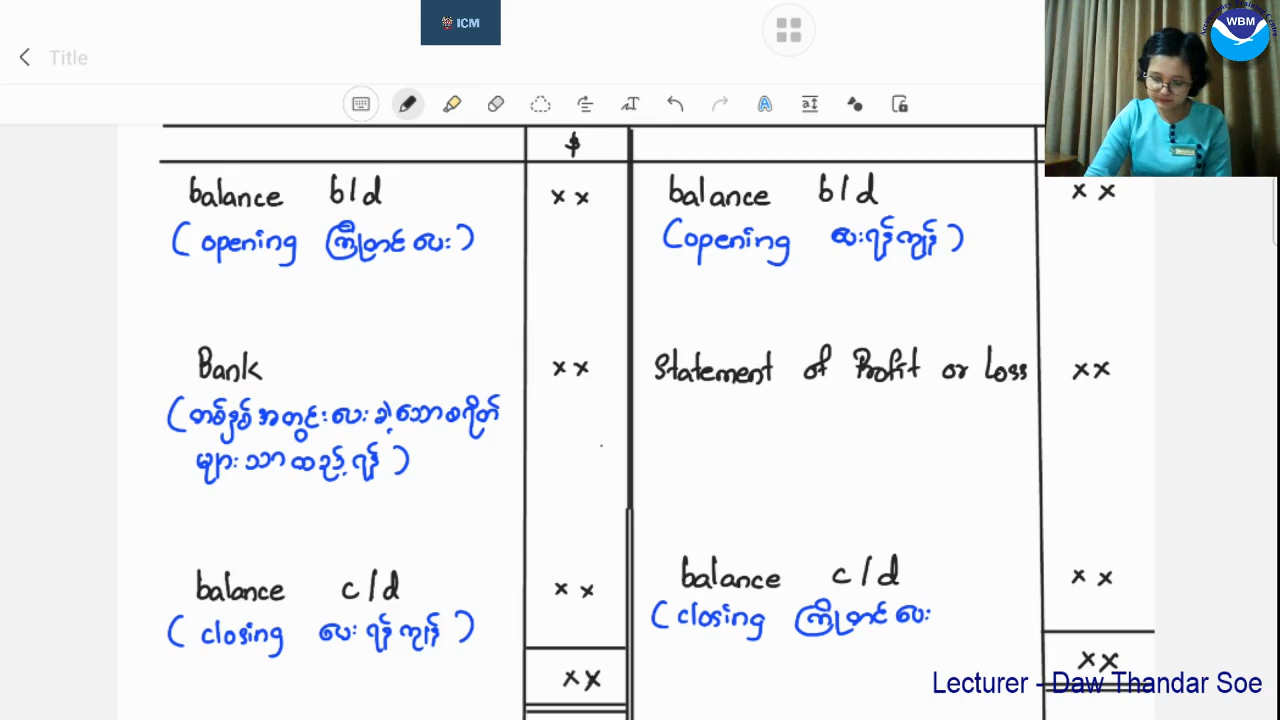 ICM
WBM
Title
$
balance b/d xx
balance b/d xx
(opening ကြိုတင်ပေး)
(opening ပေးရန်ကျန်)
Bank xx
Statement of Profit or Loss xx
(တစ်နှစ်အတွင်းပေးခဲ့သောစရိတ်
များသာထည့်ရန်)
balance c/d xx
balance c/d xx
(closing ပေးရန်ကျန်)
(closing ကြိုတင်ပေး
xx
xx
Lecturer - Daw Thandar Soe